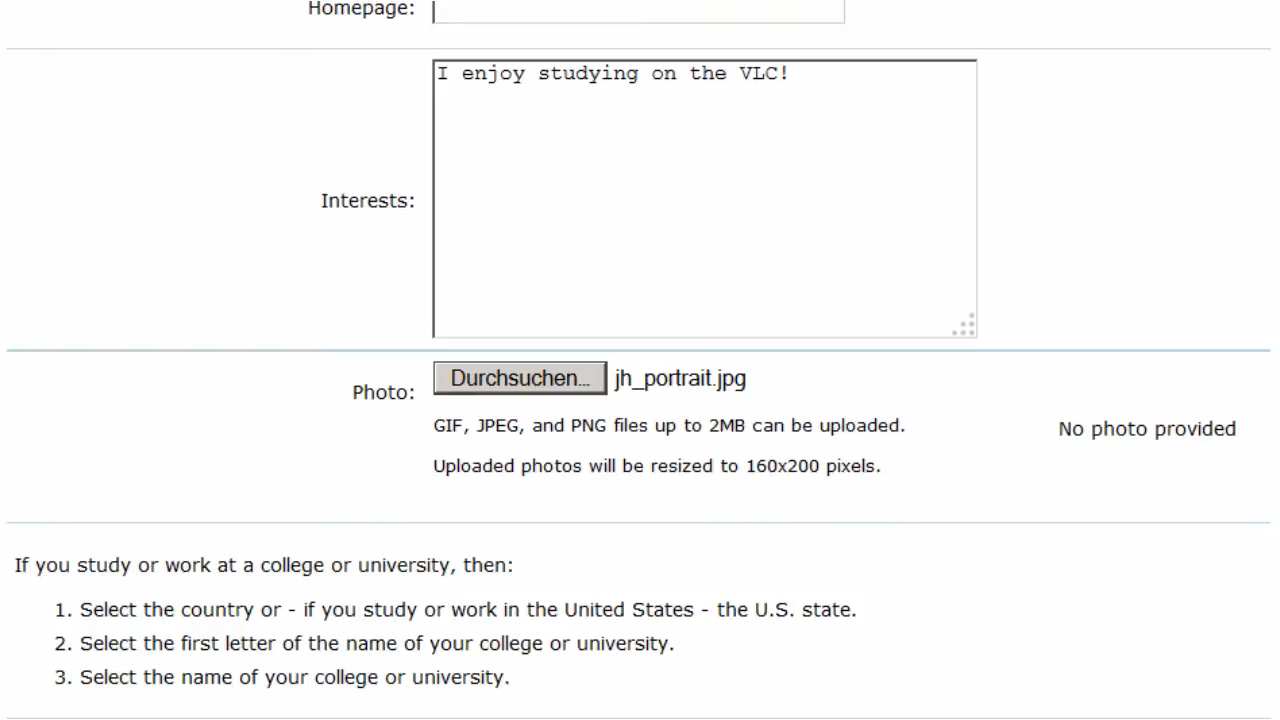 Homepage:
I enjoy studying on the VLC!
Interests:
Photo:
Durchsuchen... jh_portrait.jpg
GIF, JPEG, and PNG files up to 2MB can be uploaded.
No photo provided
Uploaded photos will be resized to 160x200 pixels.
If you study or work at a college or university, then:
1. Select the country or - if you study or work in the United States - the U.S. state.
2. Select the first letter of the name of your college or university.
3. Select the name of your college or university.